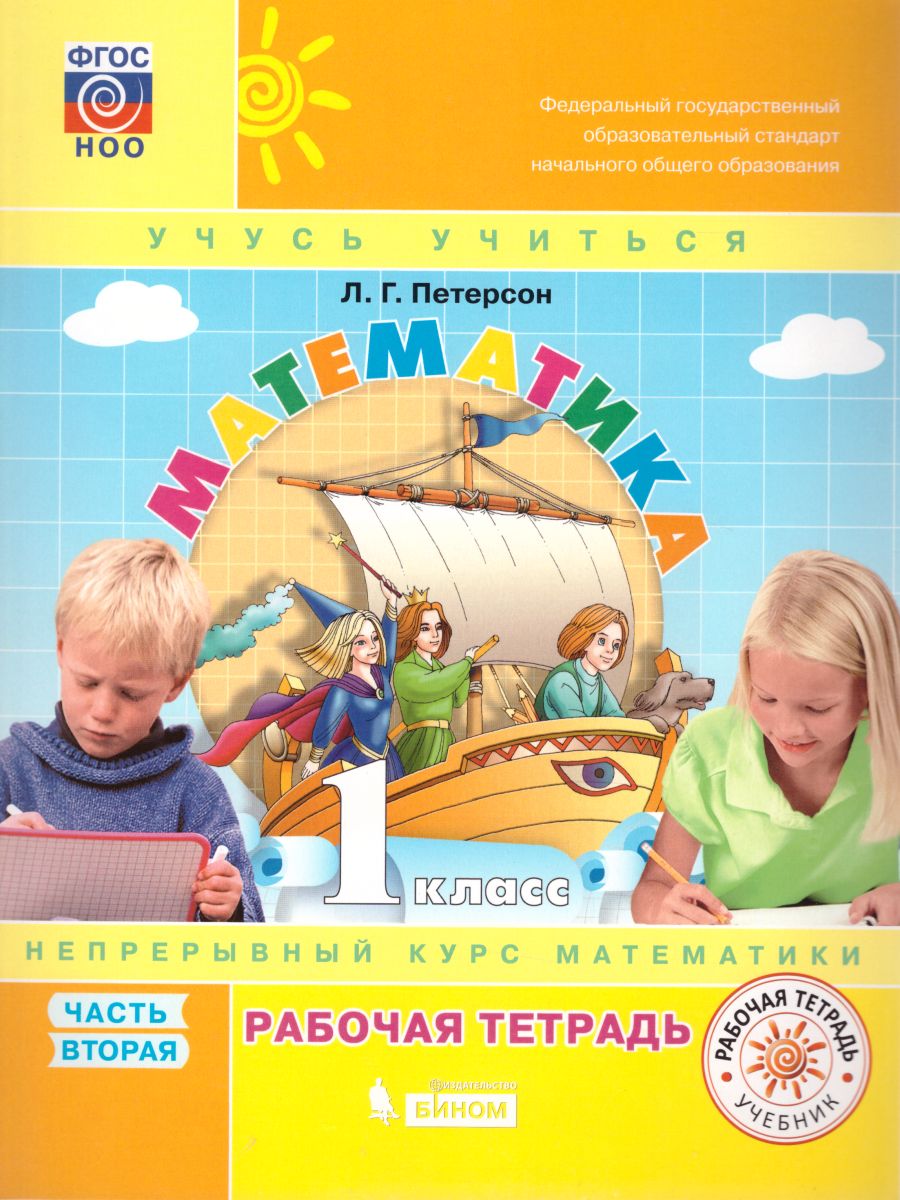 ФГОС
НОО
Федеральный государственный
образовательный стандарт
начального общего образования
УЧУСЬ УЧИТЬСЯ
Л. Г. Петерсон
МАТЕМАТИКА
1 класс
НЕПРЕРЫВНЫЙ КУРС МАТЕМАТИКИ
ЧАСТЬ
ВТОРАЯ
РАБОЧАЯ ТЕТРАДЬ
ИЗДАТЕЛЬСТВО
БИНОМ
РАБОЧАЯ ТЕТРАДЬ
УЧЕБНИК